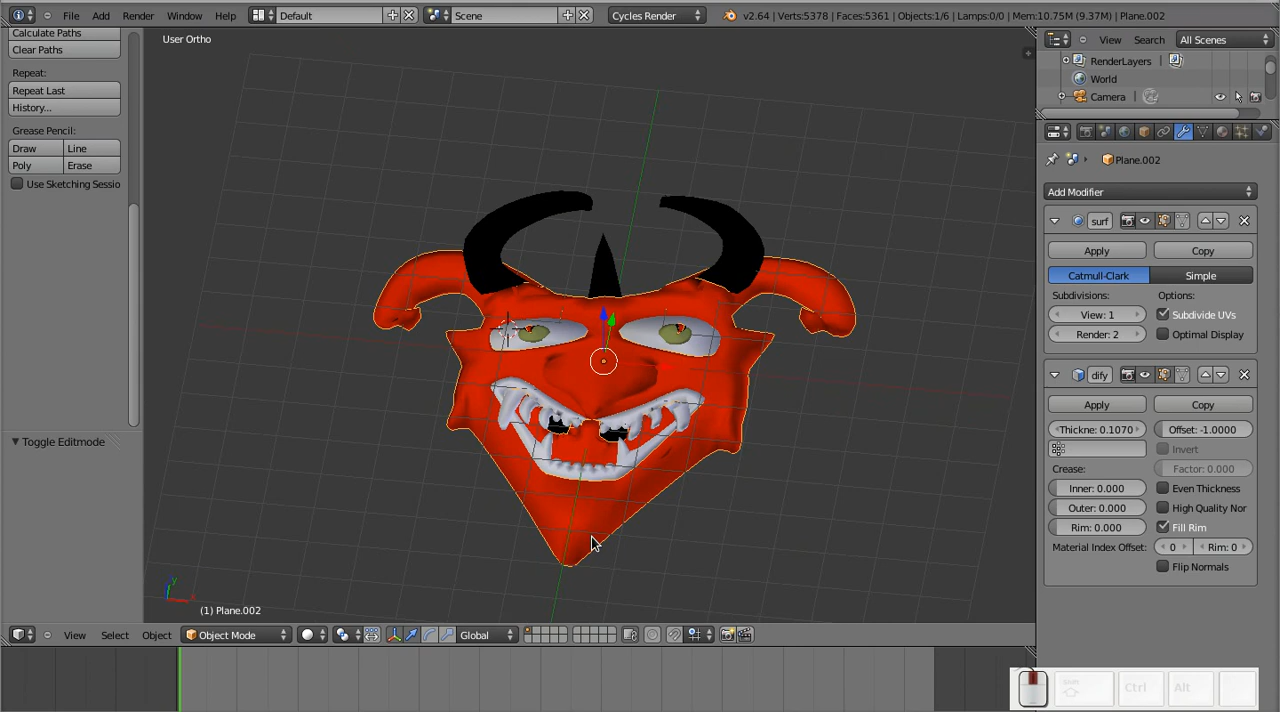 File Add Render Window Help Default Scene Cycles Render v2.64 | Verts:5378 | Faces:5361 | Objects:1/6 | Lamps:0/0 | Mem:10.75M (9.37M) | Plane.002
Calculate Paths
Clear Paths
Repeat:
Repeat Last
History...
Grease Pencil:
Draw Line
Poly Erase
Use Sketching Sessio
Toggle Editmode
User Ortho
(1) Plane.002
View Select Object Object Mode Global
View Search All Scenes
RenderLayers
World
Camera
Plane.002
Add Modifier
surf
Apply Copy
Catmull-Clark Simple
Subdivisions: Options:
View: 1 Subdivide UVs
Render: 2 Optimal Display
dify
Apply Copy
Thickne: 0.1070 Offset: -1.0000
Invert
Crease: Factor: 0.000
Inner: 0.000 Even Thickness
Outer: 0.000 High Quality Nor
Rim: 0.000 Fill Rim
Material Index Offset: 0 Rim: 0
Flip Normals
Ctrl Alt